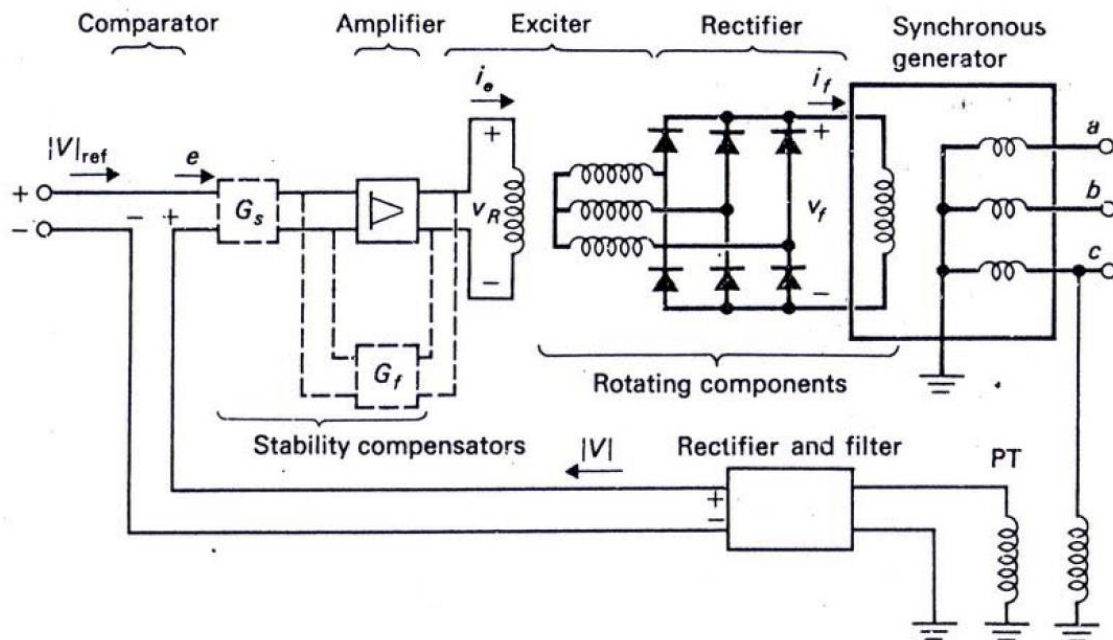 Comparator
Amplifier
Exciter
Rectifier
Synchronous
generator
i_e
i_f
a
|V|_ref
e
+
+
+
−
−
+
G_s
v_R
v_f
b
c
−
−
G_f
Rotating components
Stability compensators
|V|
Rectifier and filter
PT
+
−